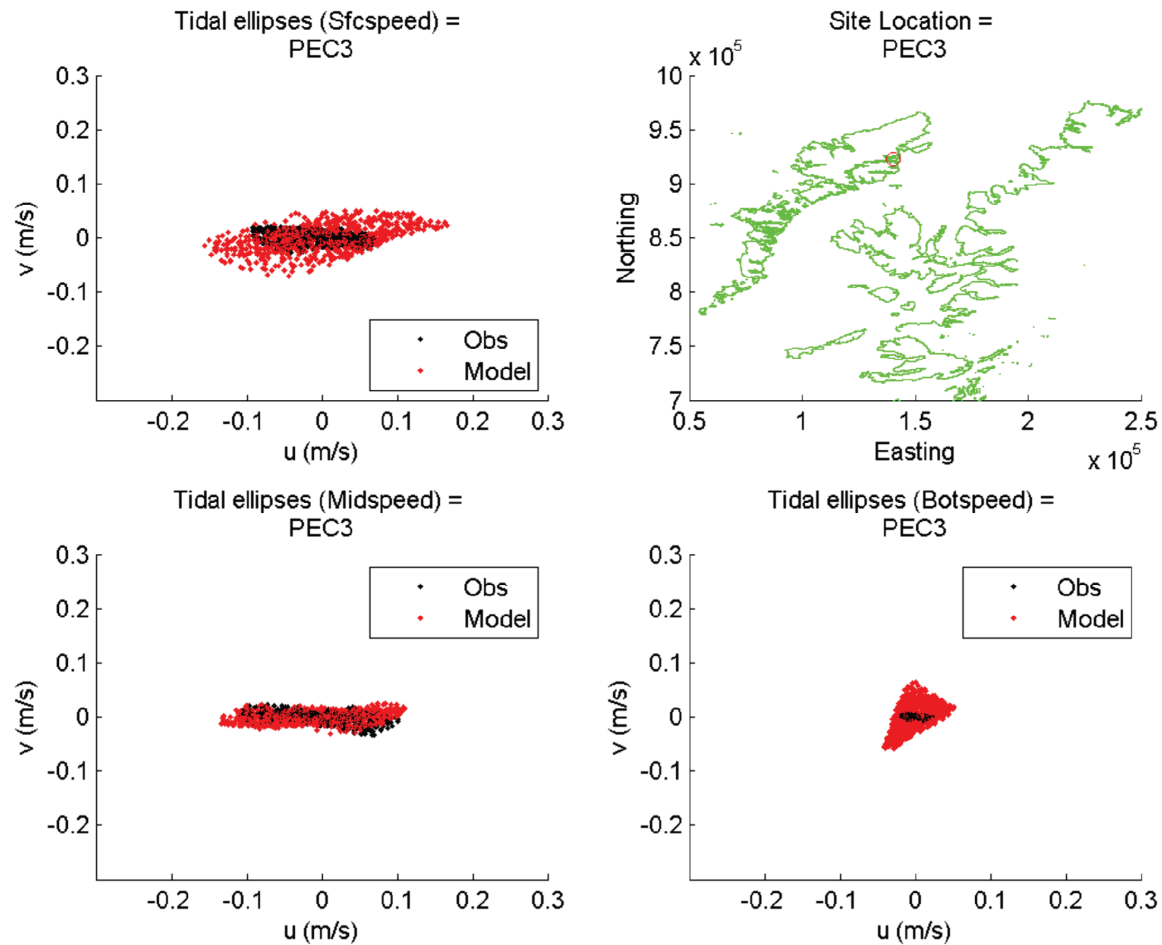 Tidal ellipses (Sfcspeed) =
PEC3
0.3
0.2
0.1
0
-0.1
-0.2
v (m/s)
Obs
Model
-0.2 -0.1 0 0.1 0.2 0.3
u (m/s)
Site Location =
PEC3
x 10^5
10
9.5
9
8.5
8
7.5
7
Northing
0.5 1 1.5 2 2.5
Easting
x 10^5
Tidal ellipses (Midspeed) =
PEC3
0.3
0.2
0.1
0
-0.1
-0.2
v (m/s)
Obs
Model
-0.2 -0.1 0 0.1 0.2 0.3
u (m/s)
Tidal ellipses (Botspeed) =
PEC3
0.3
0.2
0.1
0
-0.1
-0.2
v (m/s)
Obs
Model
-0.2 -0.1 0 0.1 0.2 0.3
u (m/s)